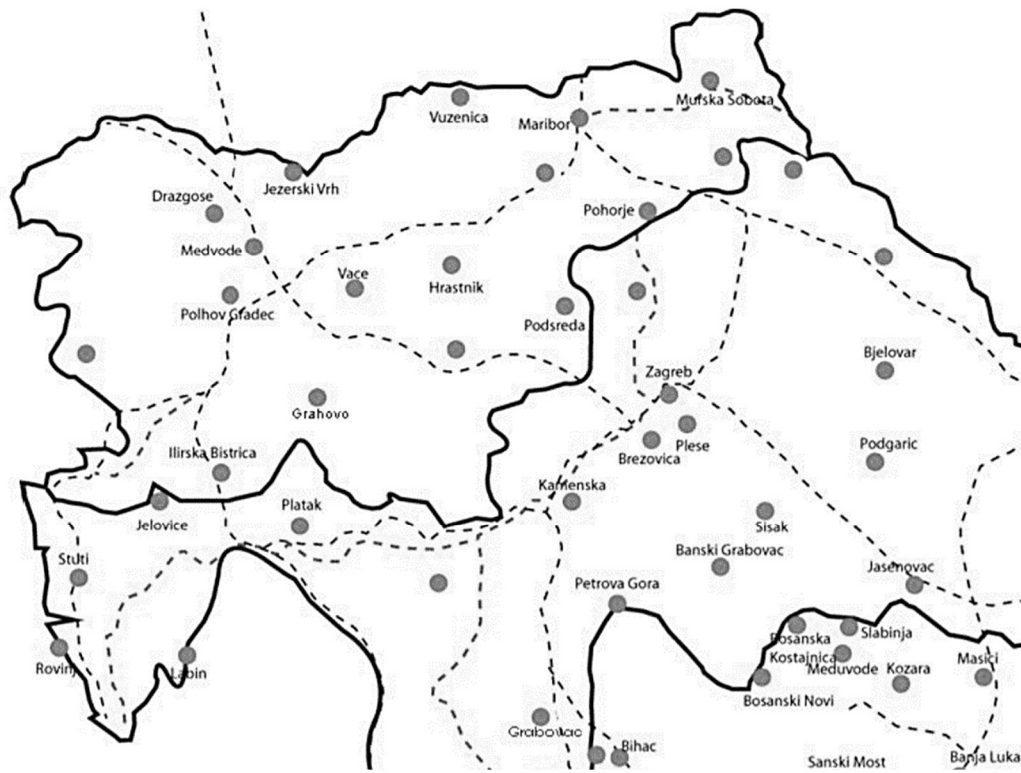 Murska Sobota
Vuzenica
Maribor
Jezerski Vrh
Drazgose
Pohorje
Medvode
Vace
Hrastnik
Polhov Gradec
Podsreda
Bjelovar
Zagreb
Grahovo
Plese
Podgaric
Ilirska Bistrica
Brezovica
Kamenska
Platak
Jelovice
Sisak
Banski Grabovac
Stuti
Jasenovac
Petrova Gora
Bosanska
Kostajnica
Slabinja
Rovinj
Labin
Meduvode
Kozara
Masici
Bosanski Novi
Grabovac
Bihac
Sanski Most
Banja Luka